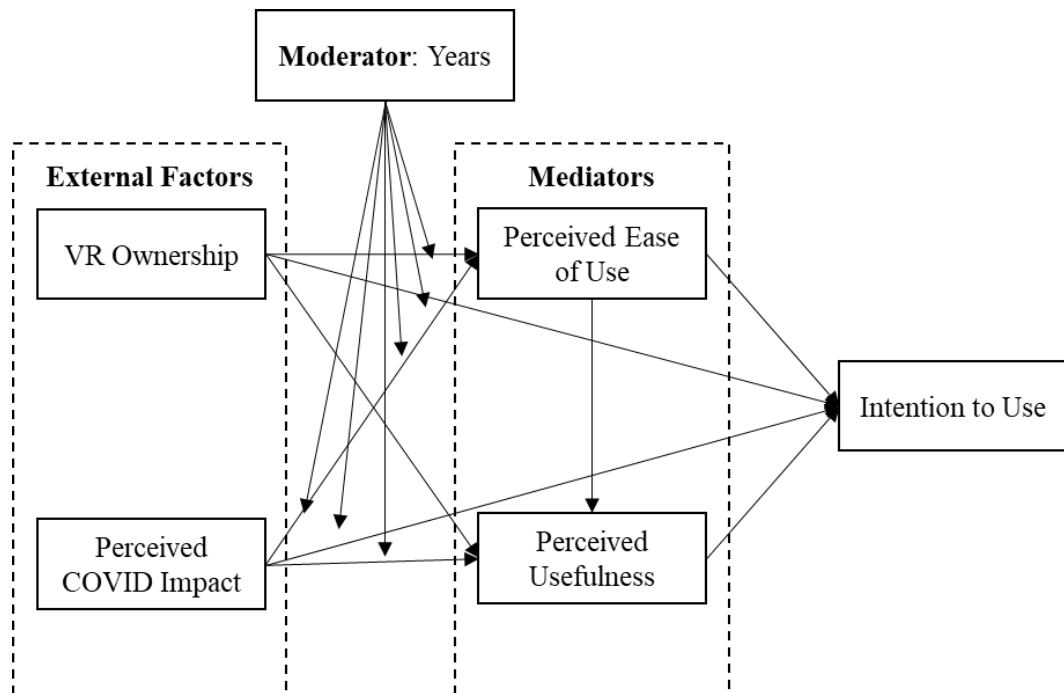 Moderator: Years
External Factors
VR Ownership
Perceived
COVID Impact
Mediators
Perceived Ease
of Use
Perceived
Usefulness
Intention to Use